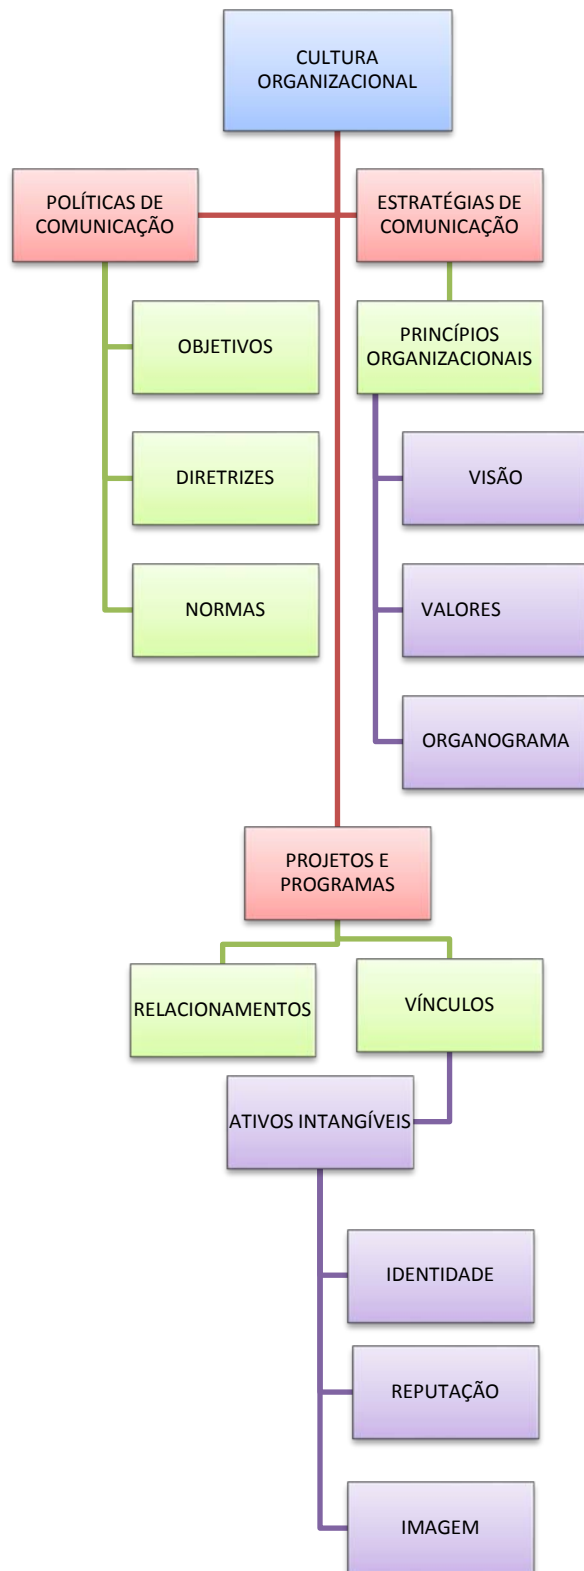 CULTURA
ORGANIZACIONAL
POLÍTICAS DE
COMUNICAÇÃO
ESTRATÉGIAS DE
COMUNICAÇÃO
OBJETIVOS
DIRETRIZES
NORMAS
PRINCÍPIOS
ORGANIZACIONAIS
VISÃO
VALORES
ORGANOGRAMA
PROJETOS E
PROGRAMAS
RELACIONAMENTOS
VÍNCULOS
ATIVOS INTANGÍVEIS
IDENTIDADE
REPUTAÇÃO
IMAGEM